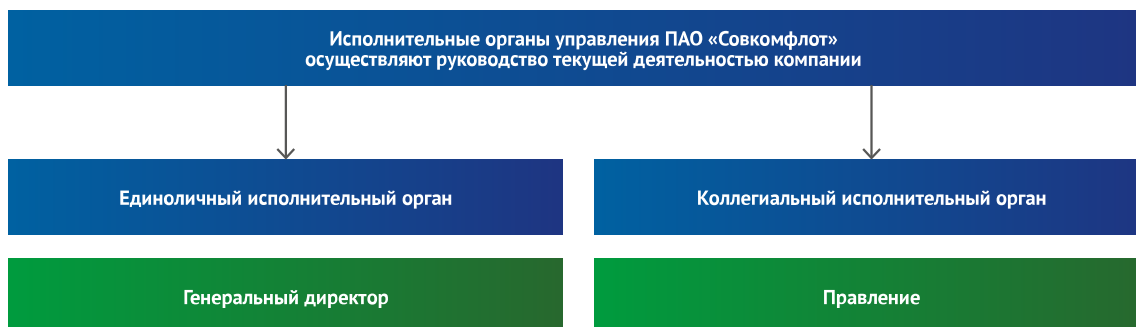 Исполнительные органы управления ПАО «Совкомфлот»
осуществляют руководство текущей деятельностью компании
Единоличный исполнительный орган
Коллегиальный исполнительный орган
Генеральный директор
Правление